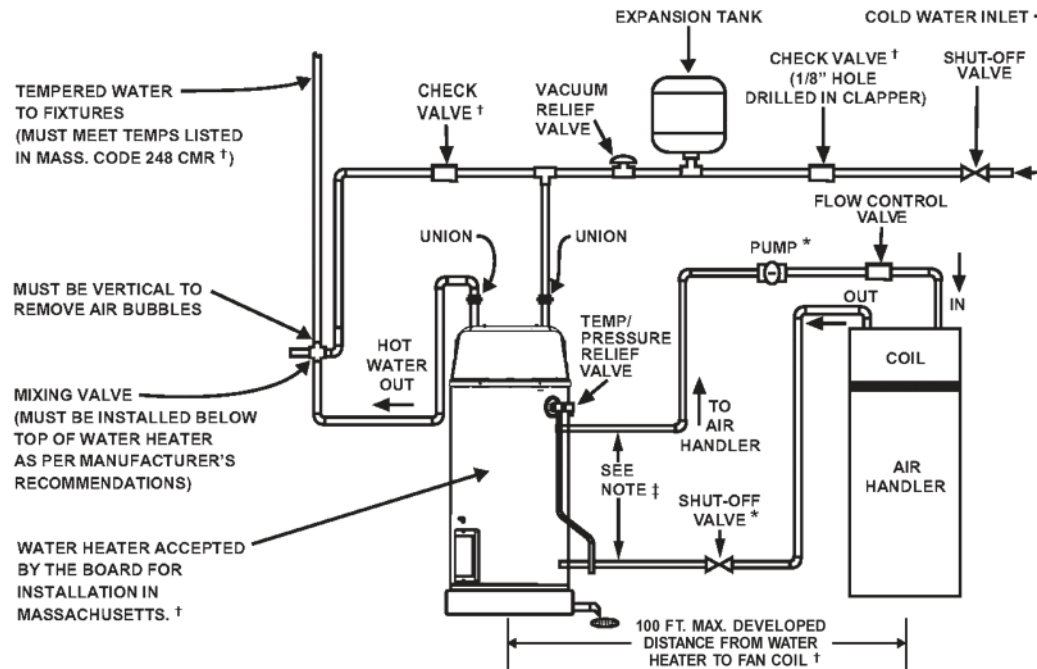 EXPANSION TANK
COLD WATER INLET
CHECK VALVE †
(1/8” HOLE
DRILLED IN CLAPPER)
SHUT-OFF
VALVE
TEMPERED WATER
TO FIXTURES
(MUST MEET TEMPS LISTED
IN MASS. CODE 248 CMR †)
CHECK
VALVE †
VACUUM
RELIEF
VALVE
FLOW CONTROL
VALVE
UNION
UNION
PUMP *
MUST BE VERTICAL TO
REMOVE AIR BUBBLES
OUT
IN
HOT
WATER
OUT
TEMP/
PRESSURE
RELIEF
VALVE
COIL
MIXING VALVE
(MUST BE INSTALLED BELOW
TOP OF WATER HEATER
AS PER MANUFACTURER’S
RECOMMENDATIONS)
TO
AIR
HANDLER
SEE
NOTE ‡
AIR
HANDLER
SHUT-OFF
VALVE *
WATER HEATER ACCEPTED
BY THE BOARD FOR
INSTALLATION IN
MASSACHUSETTS. †
100 FT. MAX. DEVELOPED
DISTANCE FROM WATER
HEATER TO FAN COIL †